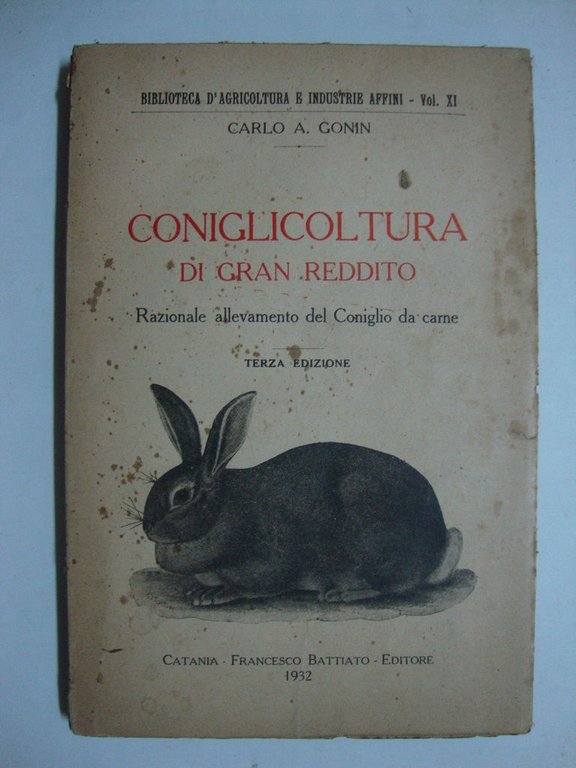 BIBLIOTECA D'AGRICOLTURA E INDUSTRIE AFFINI - Vol. XI
CARLO A. GONIN
CONIGLICOLTURA
DI GRAN REDDITO
Razionale allevamento del Coniglio da carne
TERZA EDIZIONE
CATANIA - FRANCESCO BATTIATO - EDITORE
1932